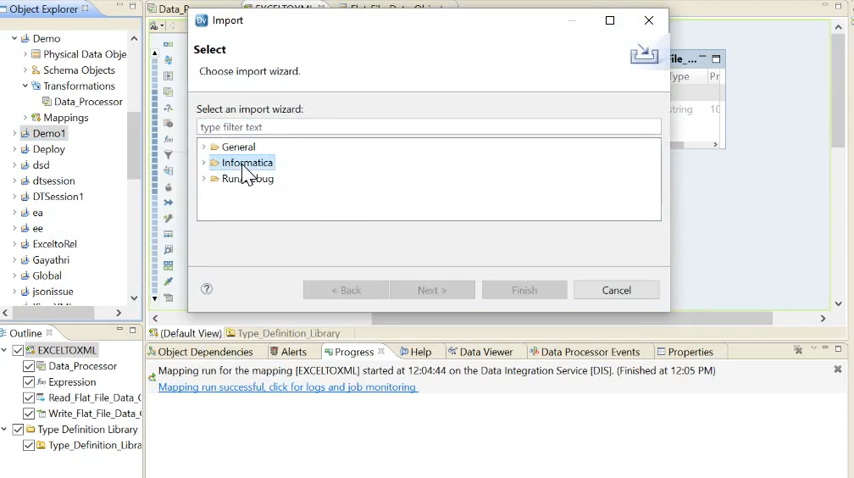 Object Explorer
Demo
Physical Data Obje
Schema Objects
Transformations
Data_Processor
Mappings
Demo1
Deploy
dsd
dtsession
DTSession1
ea
ee
ExceltoRel
Gayathri
Global
jsonissue
Outline
EXCELTOXML
Data_Processor
Expression
Read_Flat_File_Data_
Write_Flat_File_Data_
Type Definition Library
Type_Definition_Libra
Import
Select
Choose import wizard.
Select an import wizard:
type filter text
General
Informatica
Run/Debug
< Back
Next >
Finish
Cancel
ile_...
Type
Pr
string
10
(Default View)
Type_Definition_Library
Object Dependencies
Alerts
Progress
Help
Data Viewer
Data Processor Events
Properties
Mapping run for the mapping [EXCELTOXML] started at 12:04:44 on the Data Integration Service [DIS]. (Finished at 12:05 PM)
Mapping run successful, click for logs and job monitoring